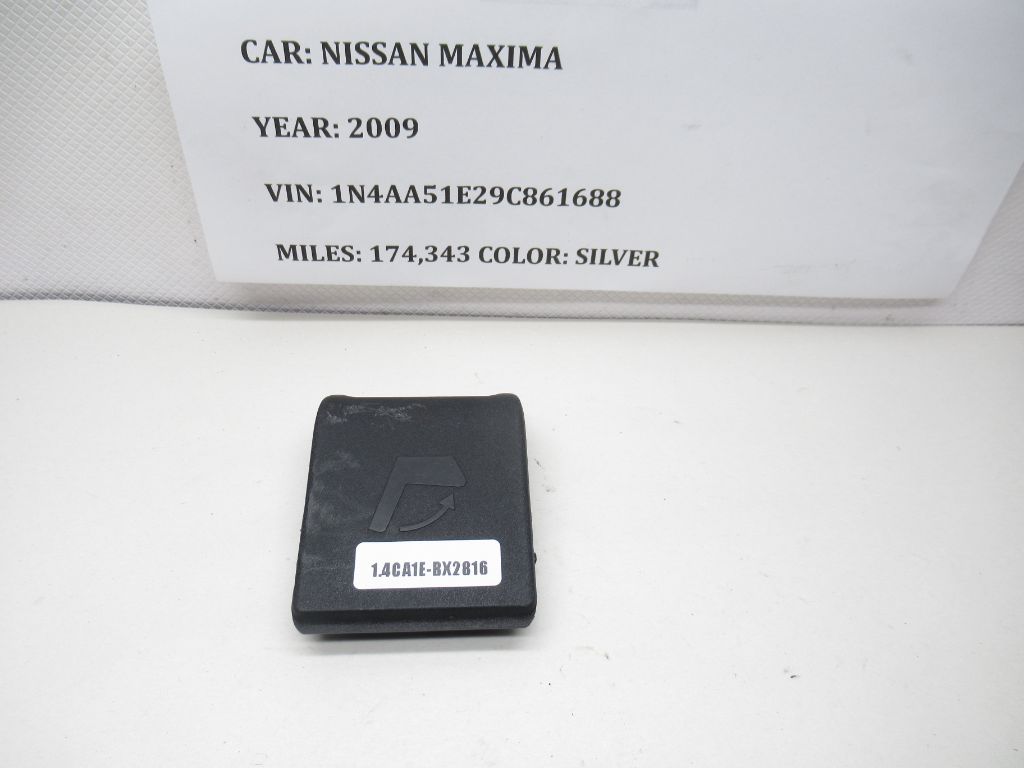 CAR: NISSAN MAXIMA
YEAR: 2009
VIN: 1N4AA51E29C861688
MILES: 174,343 COLOR: SILVER
1.4CA1E-BX2816